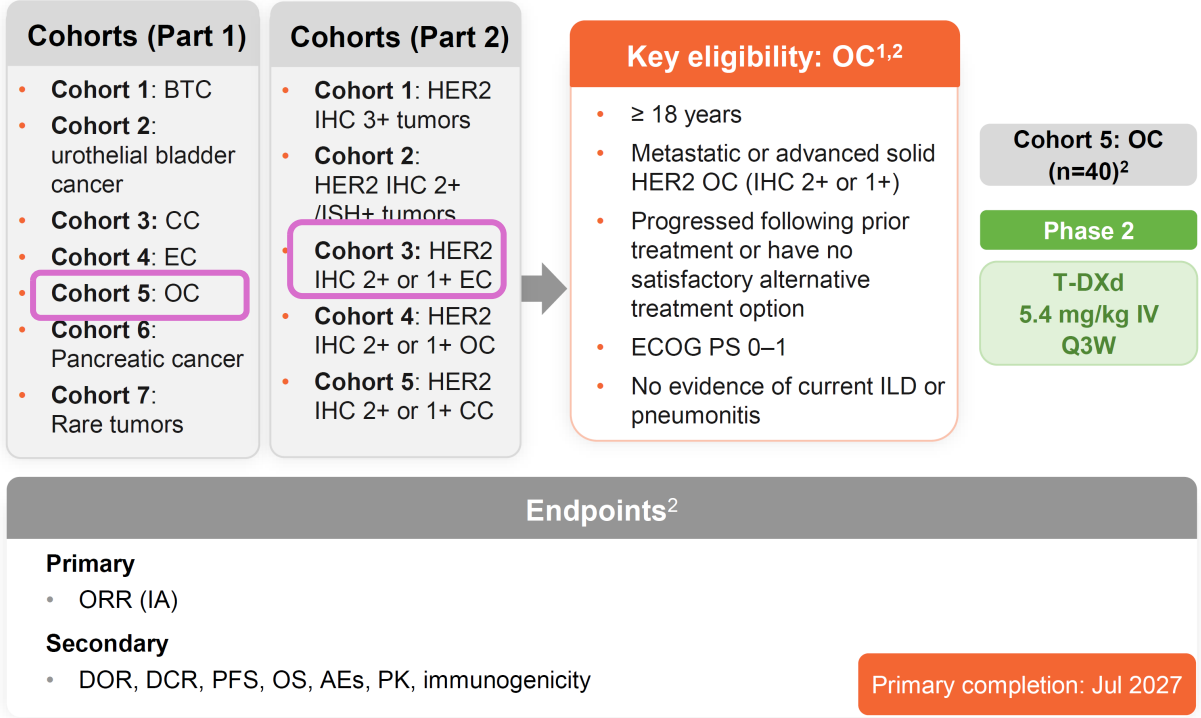 Cohorts (Part 1)
• Cohort 1: BTC
• Cohort 2:
urothelial bladder
cancer
• Cohort 3: CC
• Cohort 4: EC
• Cohort 5: OC
• Cohort 6:
Pancreatic cancer
• Cohort 7:
Rare tumors
Cohorts (Part 2)
• Cohort 1: HER2
IHC 3+ tumors
• Cohort 2:
HER2 IHC 2+
/ISH+ tumors
• Cohort 3: HER2
IHC 2+ or 1+ EC
• Cohort 4: HER2
IHC 2+ or 1+ OC
• Cohort 5: HER2
IHC 2+ or 1+ CC
Key eligibility: OC1,2
• ≥ 18 years
• Metastatic or advanced solid
HER2 OC (IHC 2+ or 1+)
• Progressed following prior
treatment or have no
satisfactory alternative
treatment option
• ECOG PS 0–1
• No evidence of current ILD or
pneumonitis
Cohort 5: OC
(n=40)2
Phase 2
T-DXd
5.4 mg/kg IV
Q3W
Endpoints2
Primary
• ORR (IA)
Secondary
• DOR, DCR, PFS, OS, AEs, PK, immunogenicity
Primary completion: Jul 2027